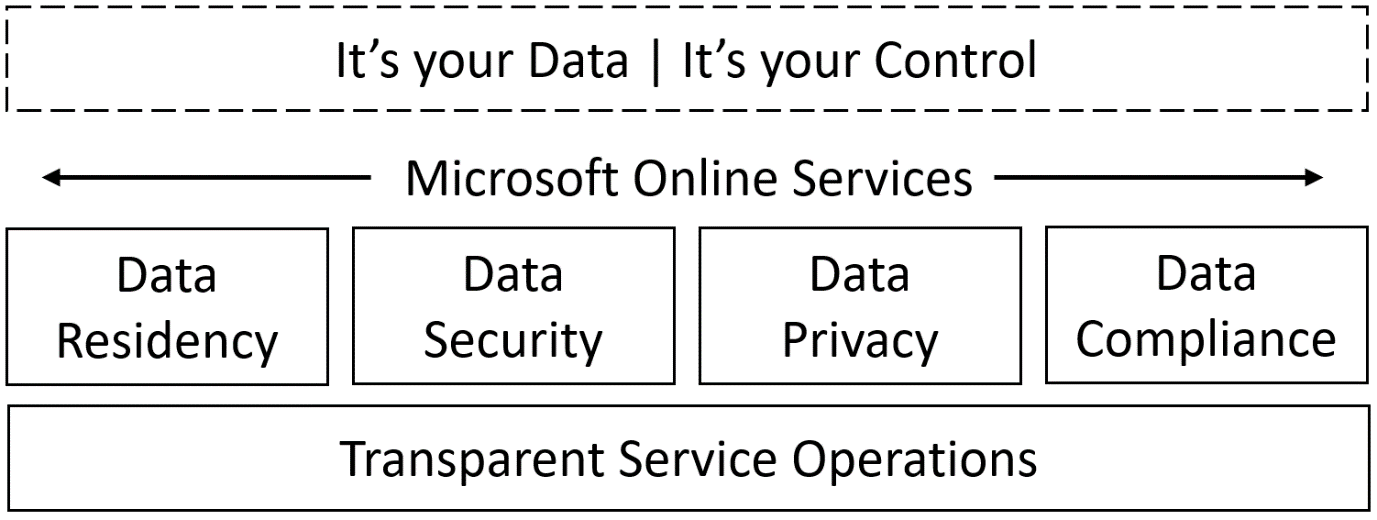 It’s your Data | It’s your Control
Microsoft Online Services
Data
Residency
Data
Security
Data
Privacy
Data
Compliance
Transparent Service Operations